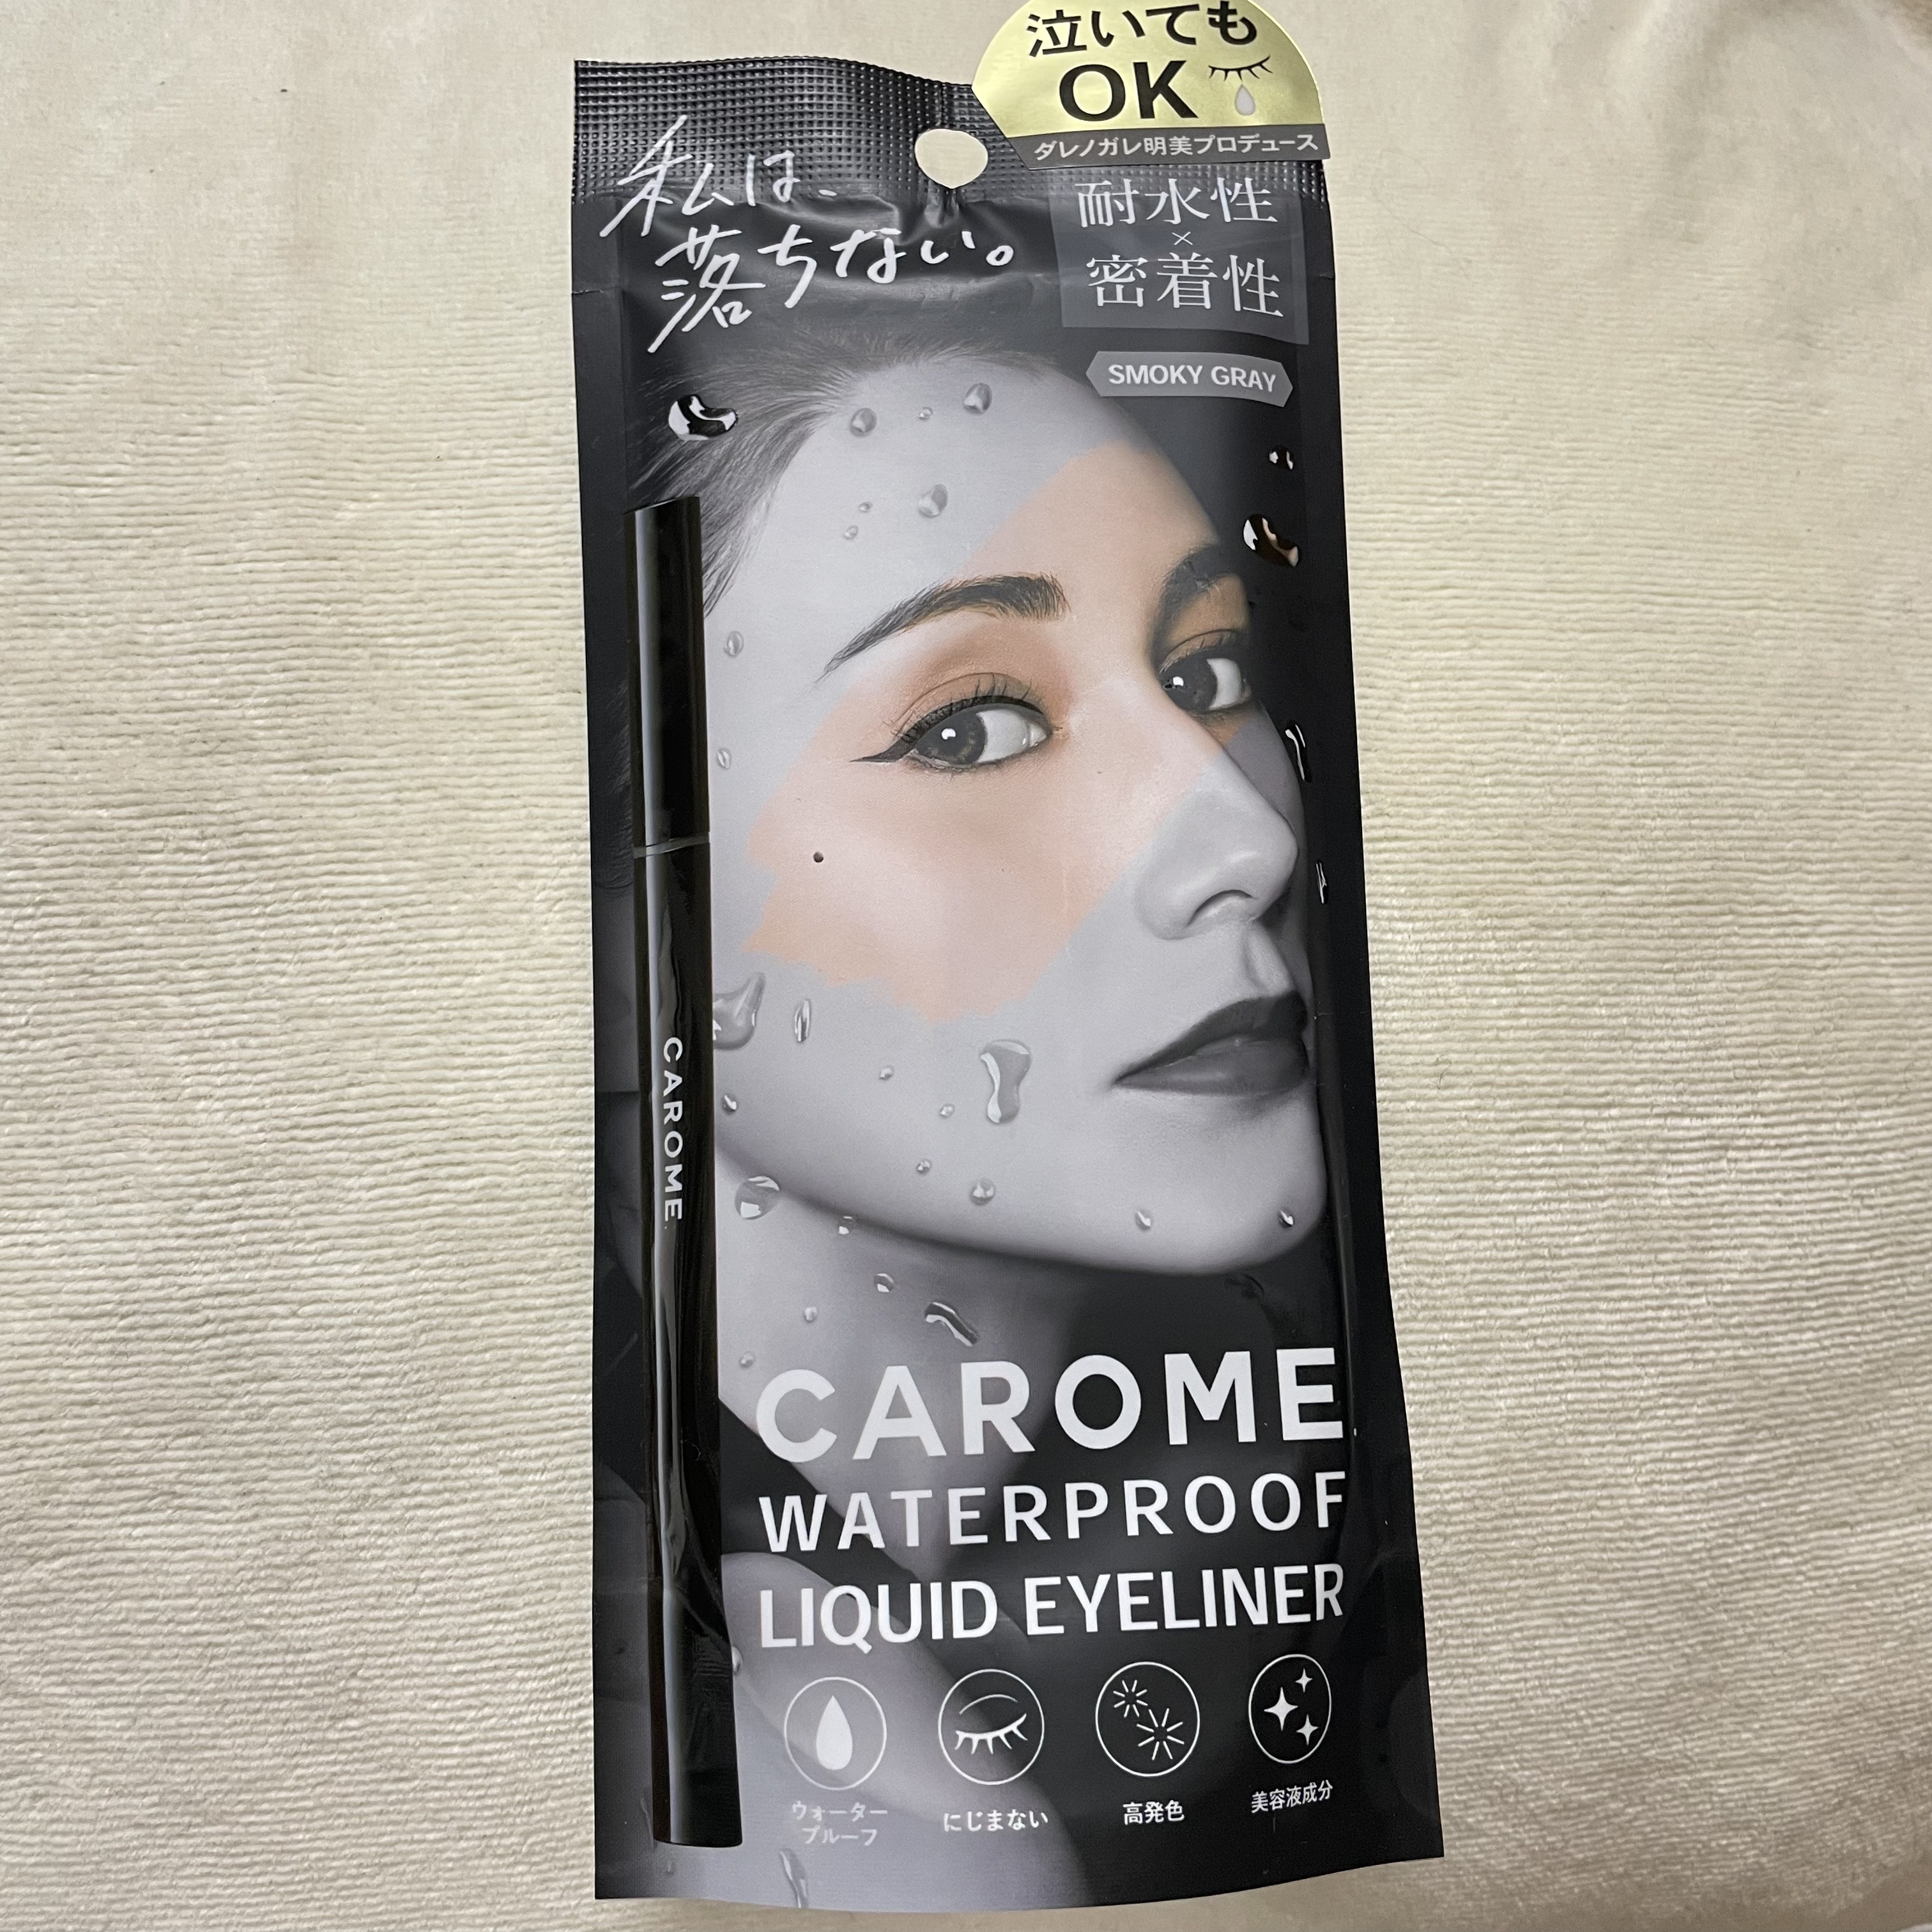 泣いても
OK
ダレノガレ明美プロデュース
私は、
落ちない。
耐水性
×
密着性
SMOKY GRAY
CAROME.
CAROME.
WATERPROOF
LIQUID EYELINER
ウォーター
プルーフ
にじまない
高発色
美容液成分